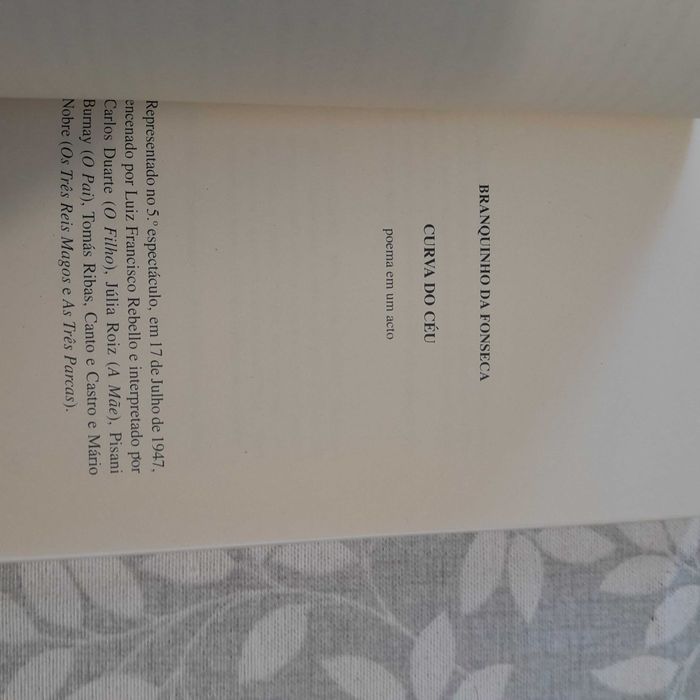 BRANQUINHO DA FONSECA
CURVA DO CÉU
poema em um acto
Representado no 5.º espectáculo, em 17 de Julho de 1947,
encenado por Luiz Francisco Rebello e interpretado por
Carlos Duarte (O Filho), Júlia Roiz (A Mãe), Pisani
Burnay (O Pai), Tomás Ribas, Canto e Castro e Mário
Nobre (Os Três Reis Magos e As Três Parcas).